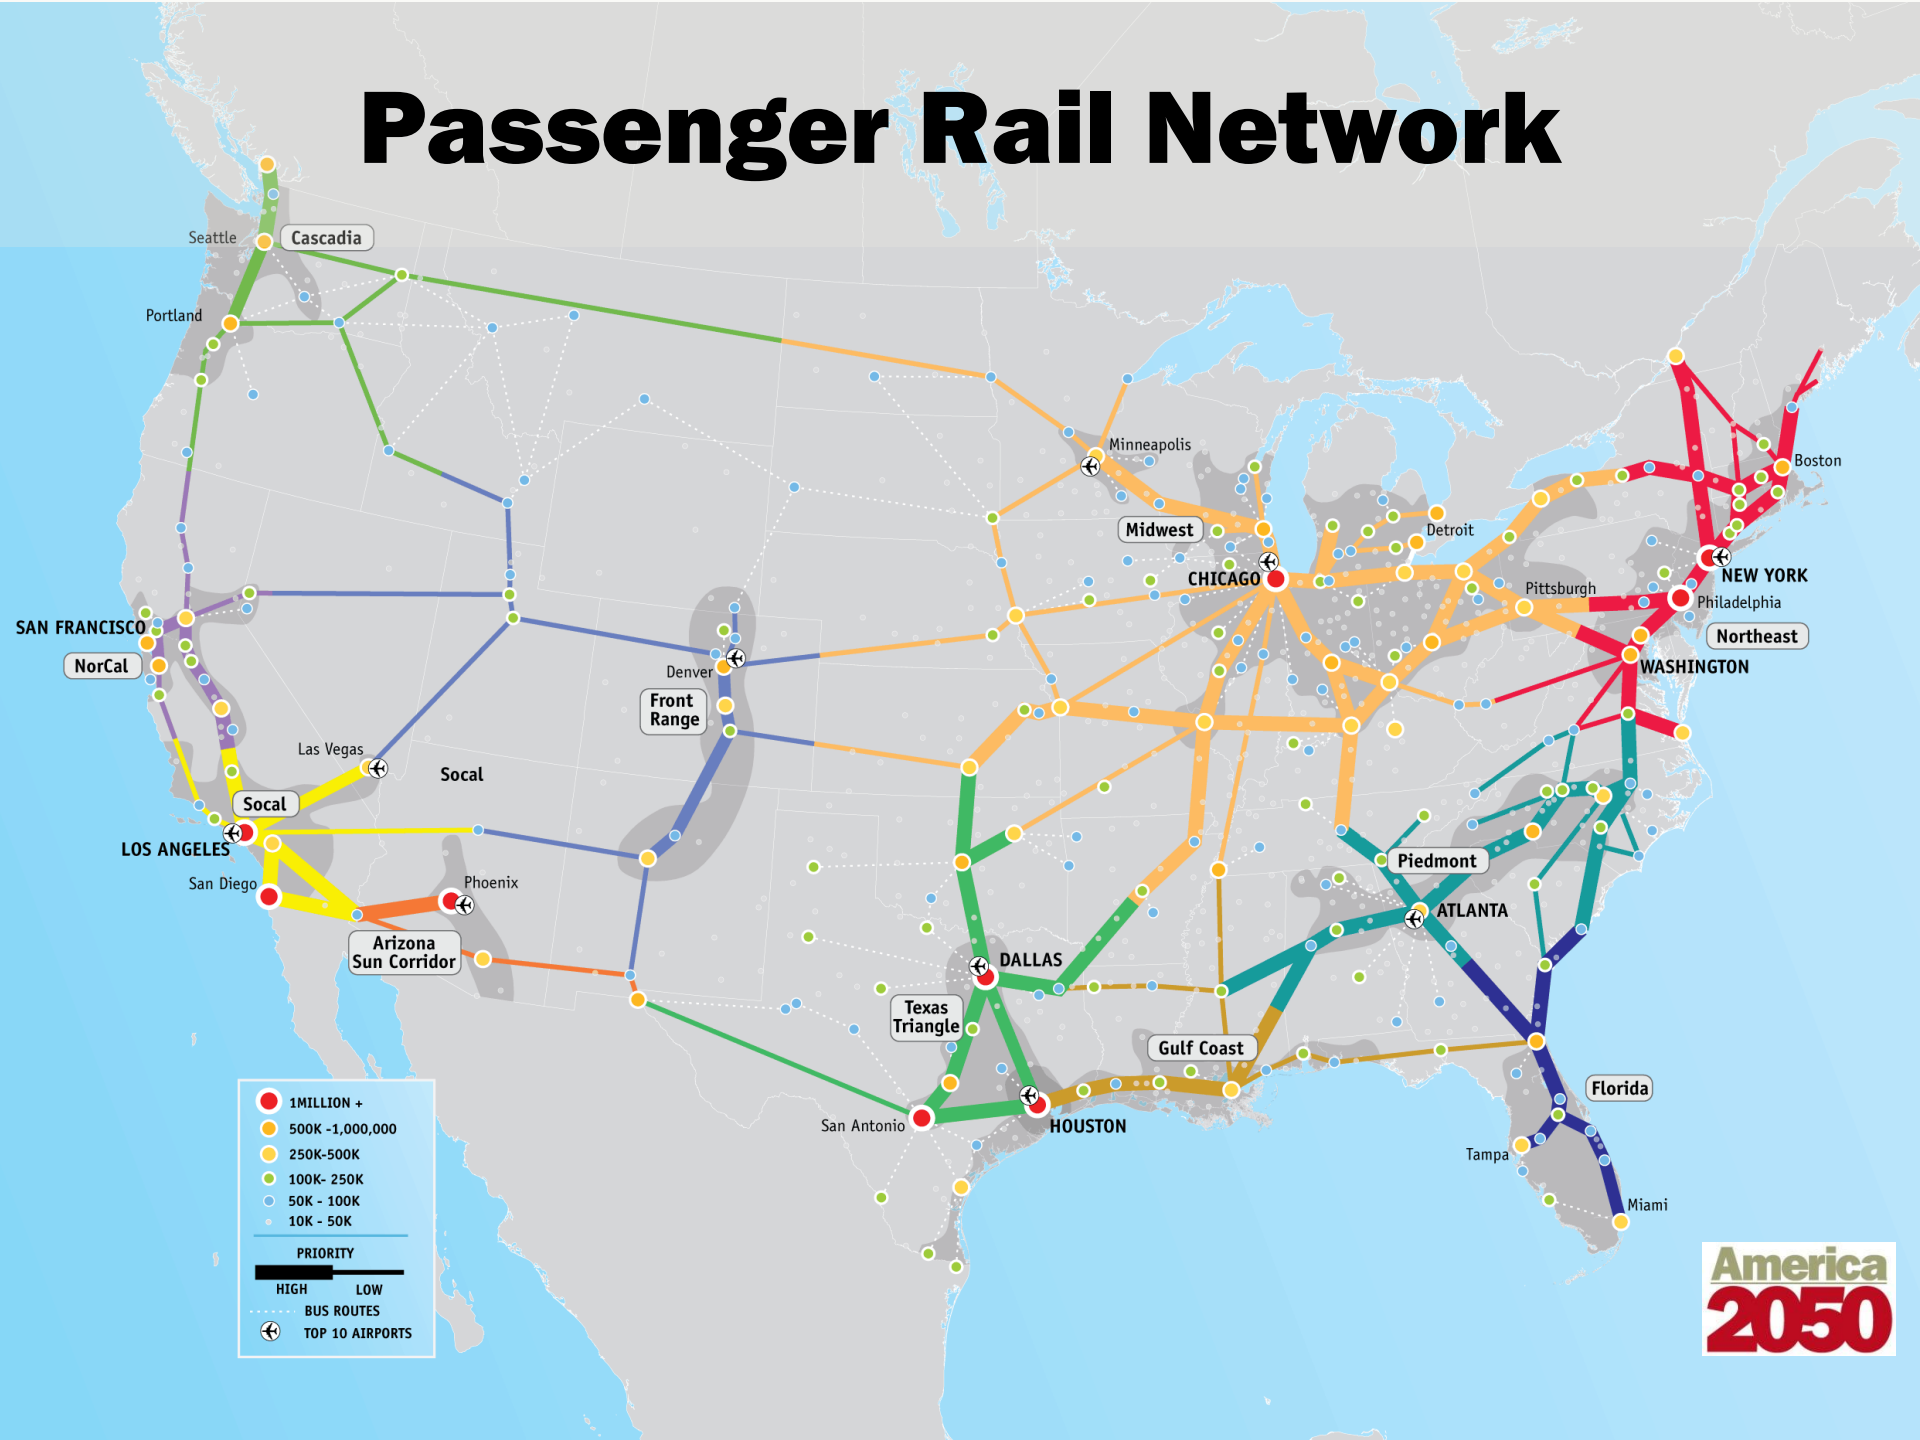 Passenger Rail Network
Seattle
Cascadia
Portland
Minneapolis
Boston
Midwest
Detroit
CHICAGO
NEW YORK
Pittsburgh
Philadelphia
SAN FRANCISCO
Northeast
NorCal
WASHINGTON
Denver
Front
Range
Las Vegas
Socal
Socal
LOS ANGELES
Piedmont
San Diego
Phoenix
ATLANTA
Arizona
Sun Corridor
DALLAS
Texas
Triangle
Gulf Coast
Florida
San Antonio
HOUSTON
Tampa
Miami
1MILLION +
500K -1,000,000
250K-500K
100K- 250K
50K - 100K
10K - 50K
PRIORITY
HIGH LOW
BUS ROUTES
TOP 10 AIRPORTS
America
2050